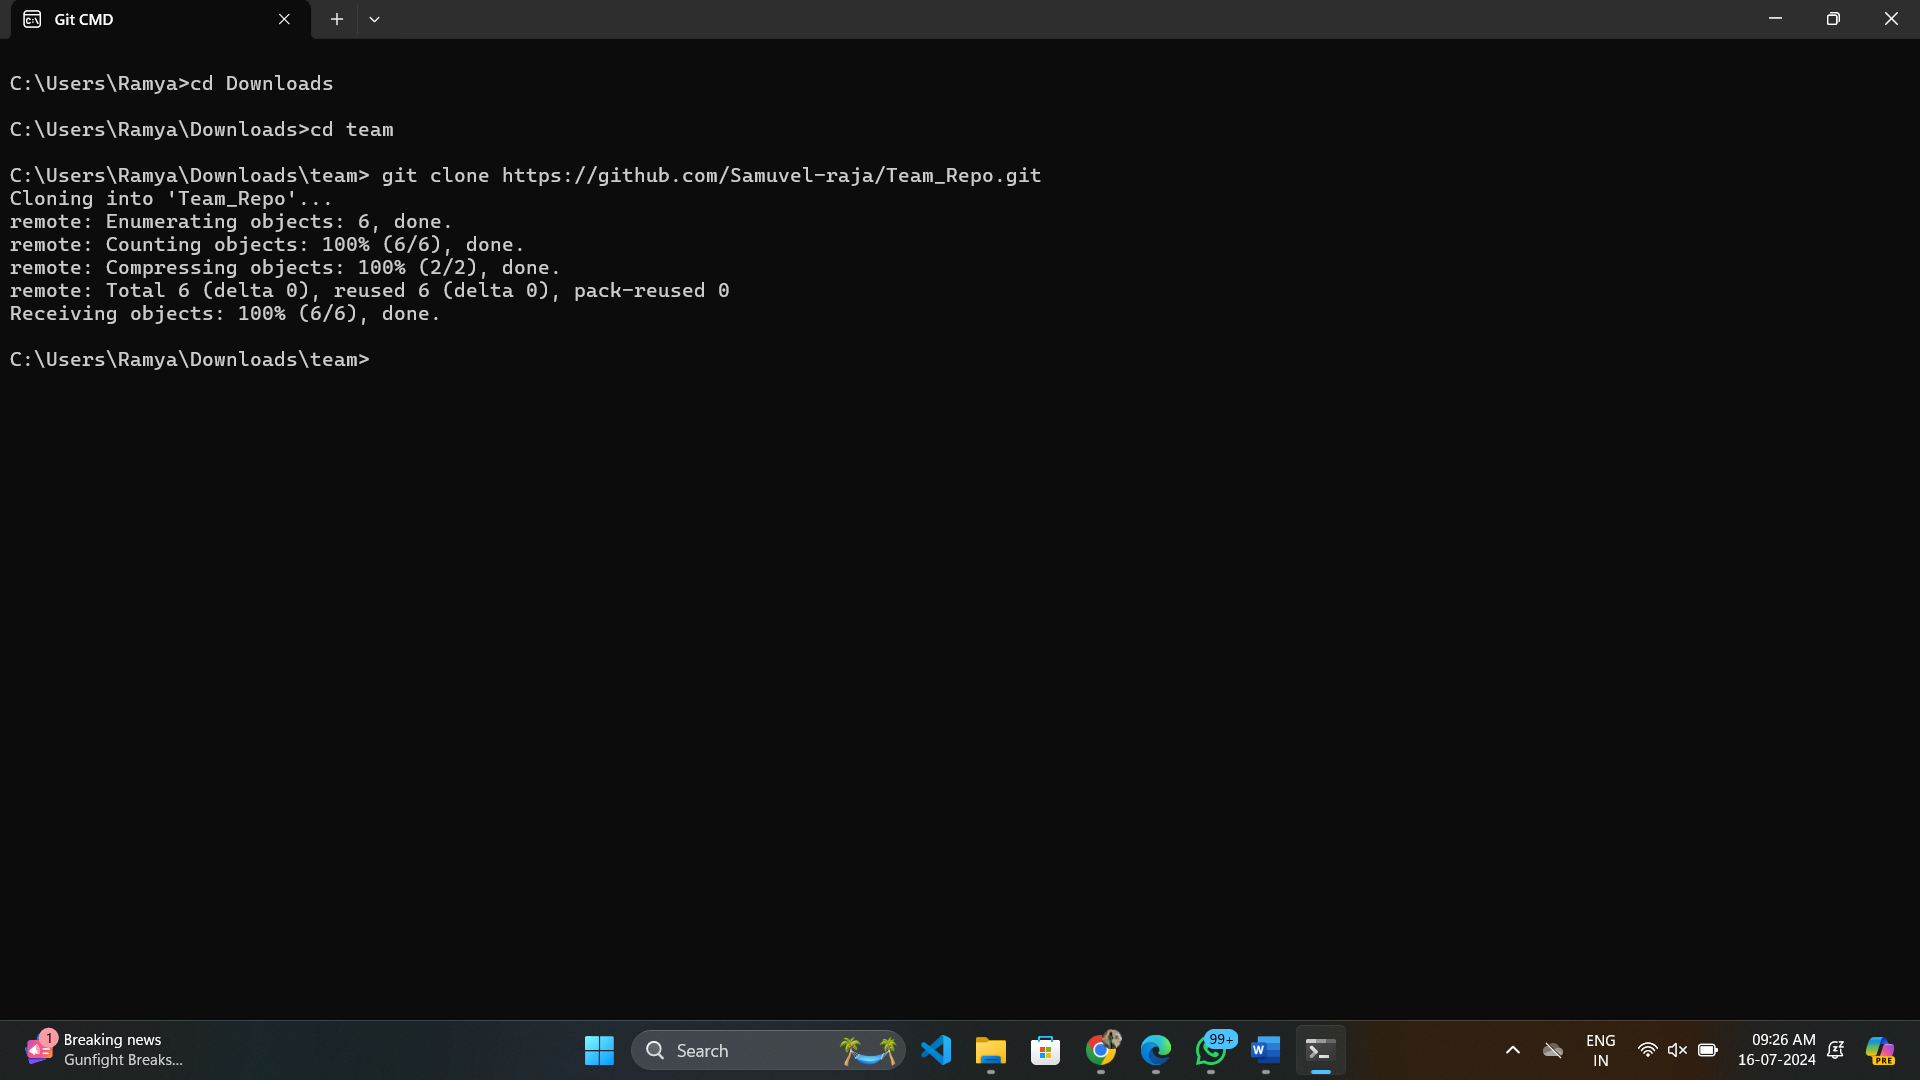 Git CMD
C:\Users\Ramya>cd Downloads
C:\Users\Ramya\Downloads>cd team
C:\Users\Ramya\Downloads\team> git clone https://github.com/Samuvel-raja/Team_Repo.git
Cloning into 'Team_Repo'...
remote: Enumerating objects: 6, done.
remote: Counting objects: 100% (6/6), done.
remote: Compressing objects: 100% (2/2), done.
remote: Total 6 (delta 0), reused 6 (delta 0), pack-reused 0
Receiving objects: 100% (6/6), done.
C:\Users\Ramya\Downloads\team>
1
Breaking news
Gunfight Breaks...
Search
99+
W
ENG
IN
09:26 AM
16-07-2024
PRE